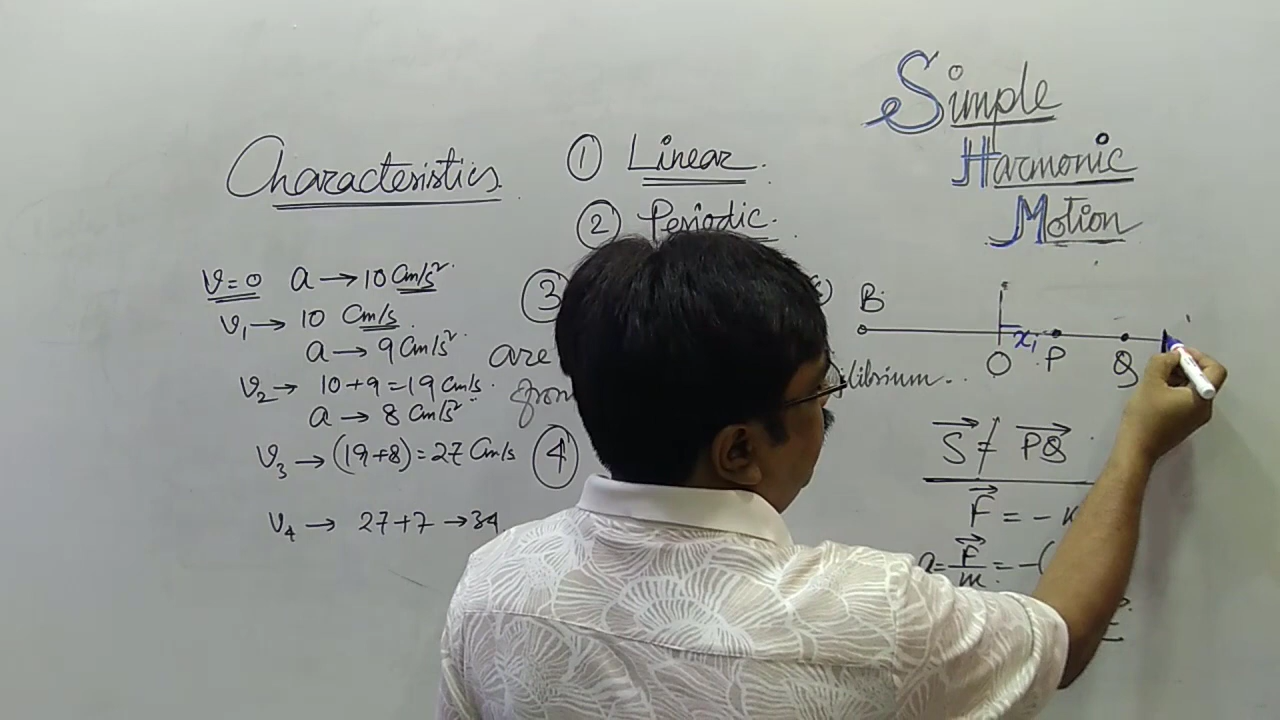 Simple
Harmonic
Motion
Characteristics.
① Linear.
② Periodic.
③
are
from
④
v=0 a → 10 Cm/s².
v₁ → 10 Cm/s.
a → 9 Cm/s².
v₂ → 10+9=19 Cm/s.
a → 8 Cm/s².
v₃ → (19+8)=27 Cm/s
v₄ → 27+7 → 34
B
O x₁ P Q
S ≠ PQ
F = -
a = F/m = -(